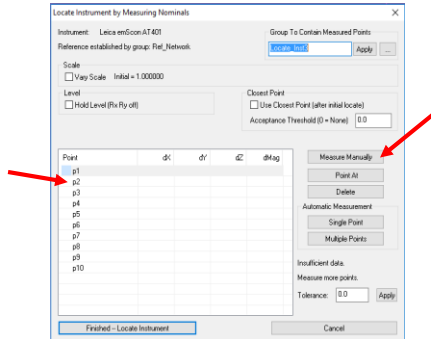 Locate Instrument by Measuring Nominals
Instrument: Leica emScon AT401
Reference established by group: Ref_Network
Group To Contain Measured Points
Locate_Inst3
Apply
...
Scale
Vary Scale Initial = 1.000000
Level
Hold Level (Rx Ry off)
Closest Point
Use Closest Point (after initial locate)
Acceptance Threshold (0 = None) 0.0
Point dX dY dZ dMag
p1
p2
p3
p4
p5
p6
p7
p8
p9
p10
Measure Manually
Point At
Delete
Automatic Measurement
Single Point
Multiple Points
Insufficient data.
Measure more points.
Tolerance: 0.0 Apply
Finished -- Locate Instrument
Cancel